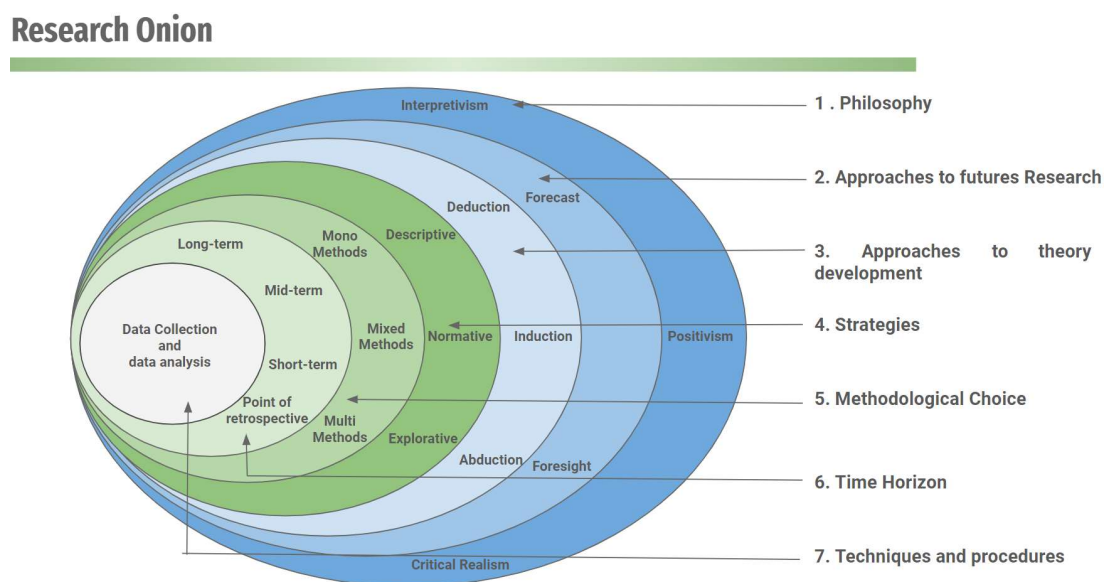 Research Onion
Interpretivism
1 . Philosophy
2. Approaches to futures Research
Forecast
Deduction
3. Approaches to theory
development
Descriptive
Mono
Methods
Long-term
Mid-term
4. Strategies
Data Collection
and
data analysis
Mixed
Methods
Normative
Induction
Positivism
Short-term
5. Methodological Choice
Point of
retrospective
Multi
Methods
Explorative
Abduction
Foresight
6. Time Horizon
7. Techniques and procedures
Critical Realism